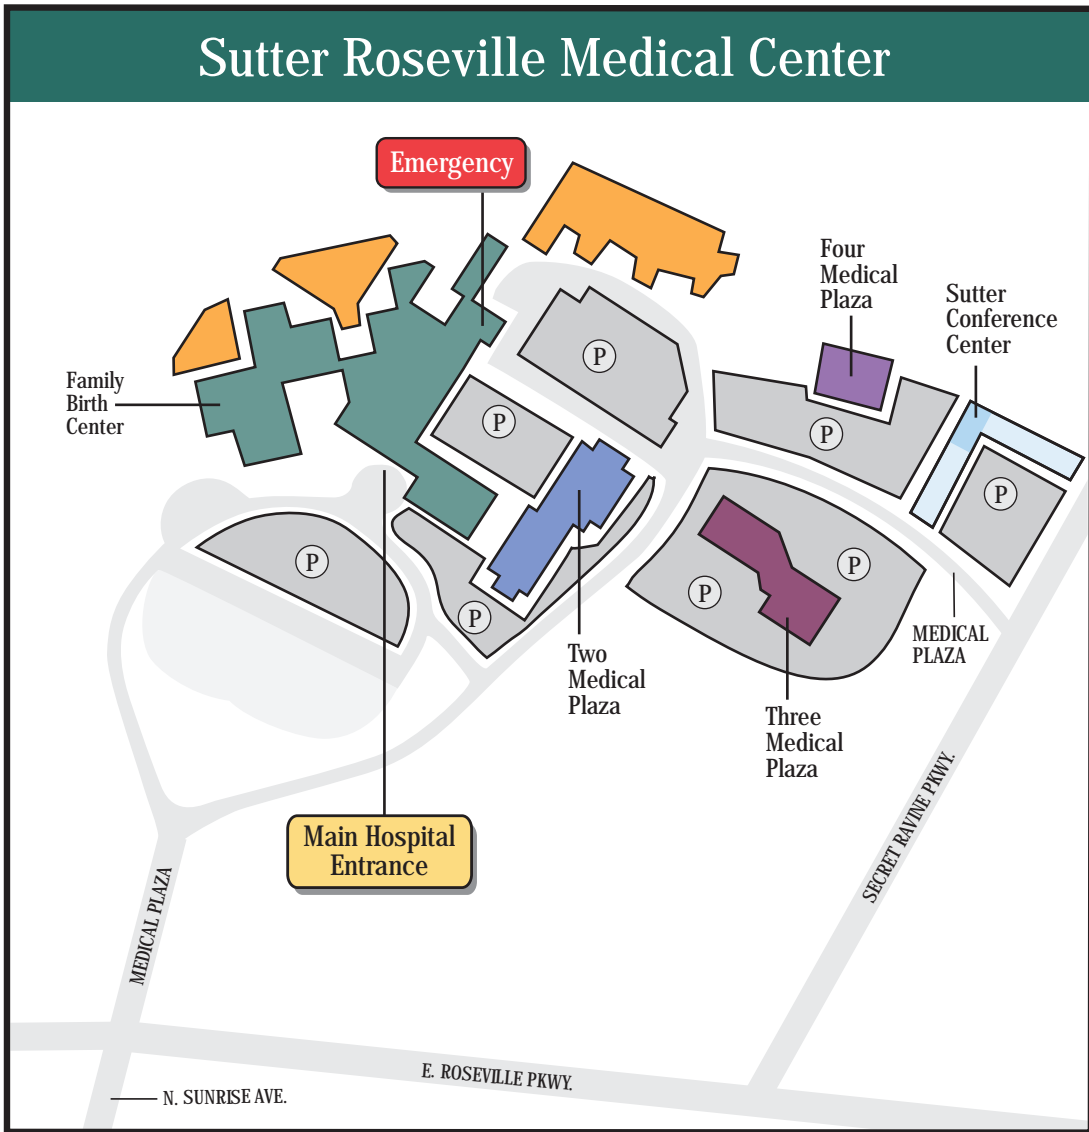 Sutter Roseville Medical Center
Emergency
Four
Medical
Plaza
Sutter
Conference
Center
Family
Birth
Center
P
P
P
P
P
P
P
P
MEDICAL
PLAZA
Two
Medical
Plaza
Three
Medical
Plaza
Main Hospital
Entrance
SECRET RAVINE PKWY.
MEDICAL PLAZA
E. ROSEVILLE PKWY.
N. SUNRISE AVE.